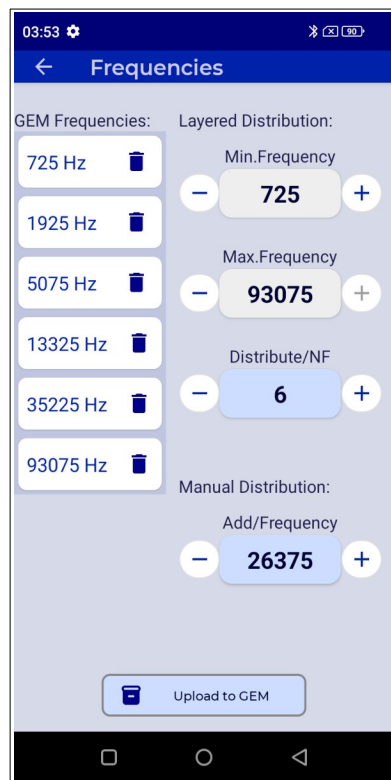 03:53
90
Frequencies
GEM Frequencies:
725 Hz
1925 Hz
5075 Hz
13325 Hz
35225 Hz
93075 Hz
Layered Distribution:
Min.Frequency
− 725 +
Max.Frequency
− 93075 +
Distribute/NF
− 6 +
Manual Distribution:
Add/Frequency
− 26375 +
Upload to GEM